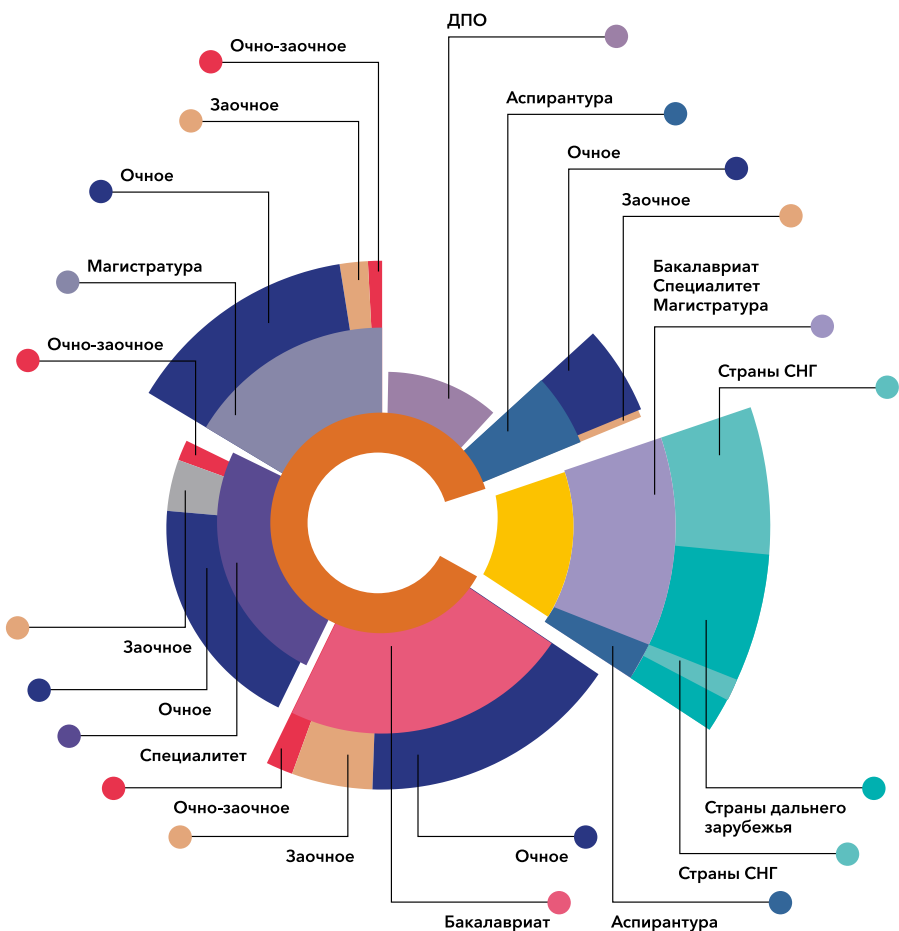 ДПО
Очно-заочное
Аспирантура
Заочное
Очное
Очное
Заочное
Магистратура
Бакалавриат
Специалитет
Магистратура
Очно-заочное
Страны СНГ
Заочное
Очное
Специалитет
Очно-заочное
Страны дальнего
зарубежья
Заочное
Очное
Страны СНГ
Бакалавриат
Аспирантура